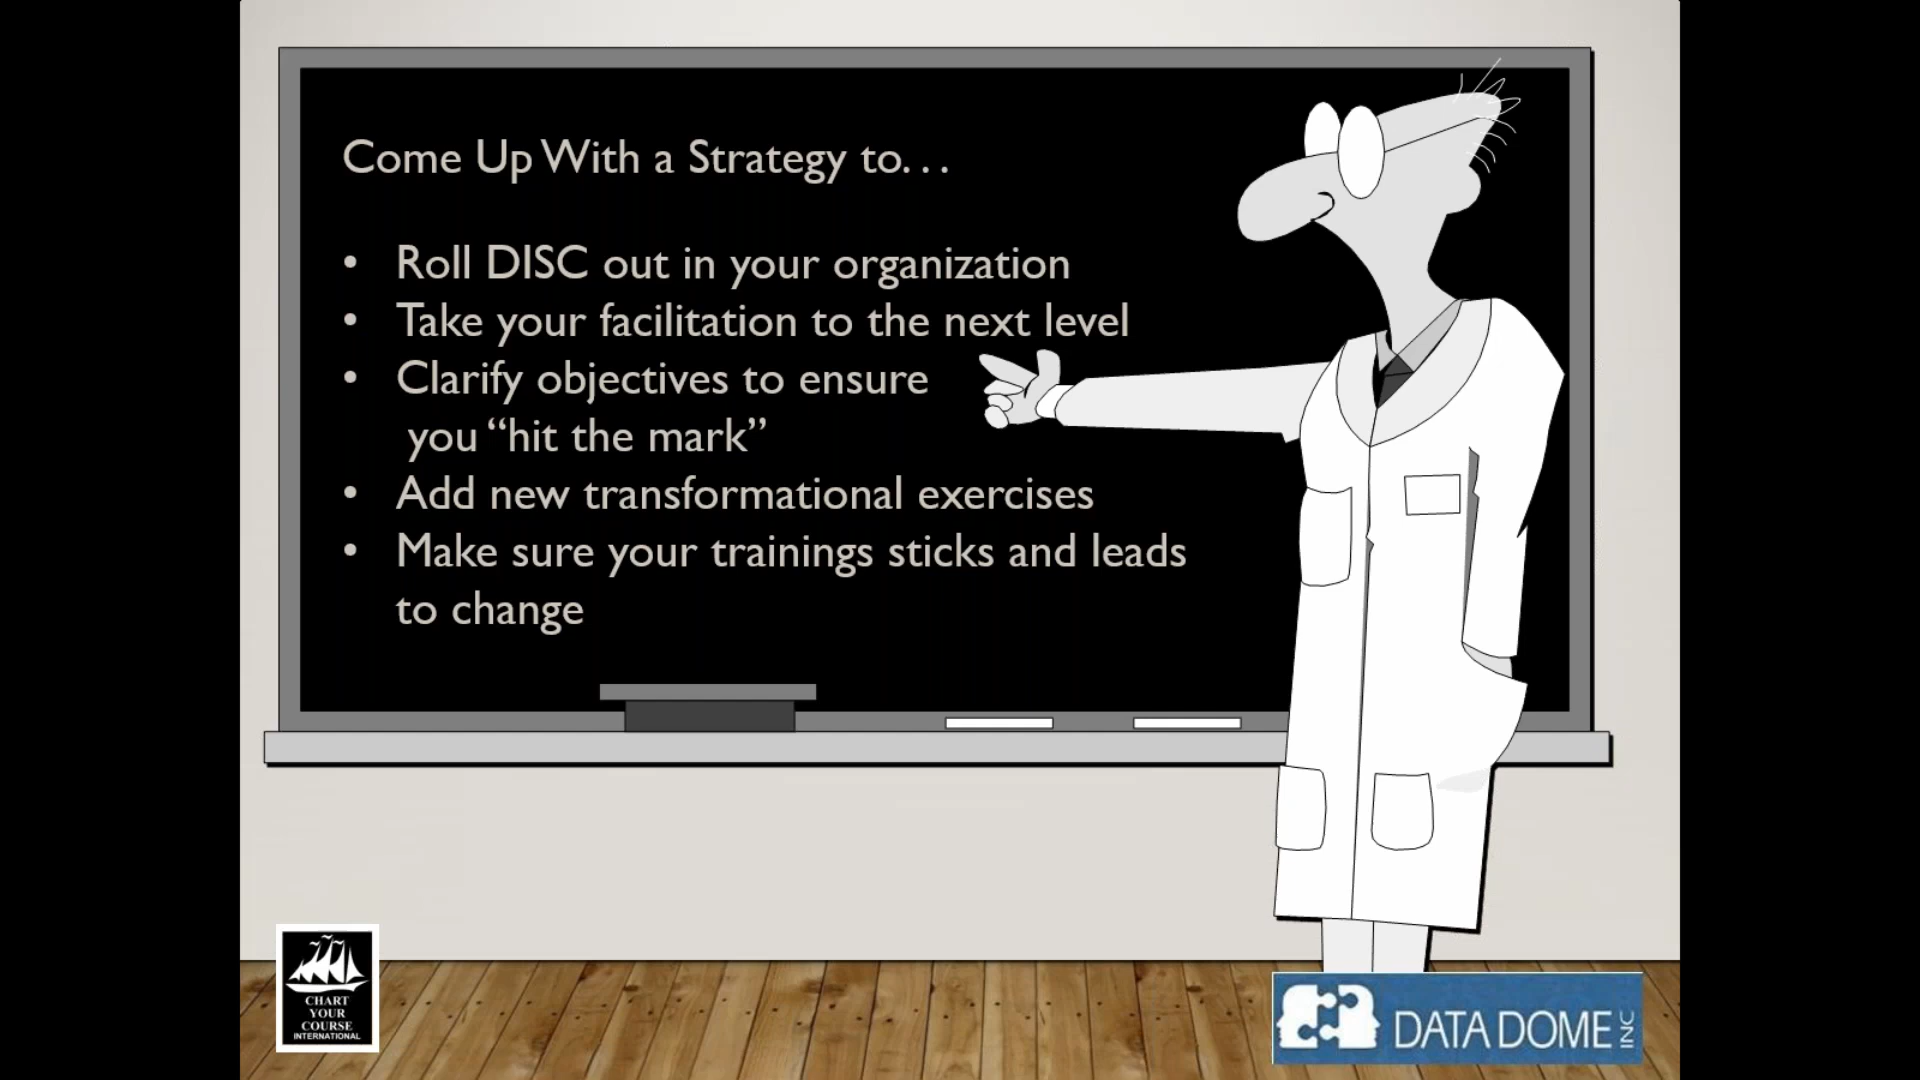 Come Up With a Strategy to. . .
• Roll DISC out in your organization
• Take your facilitation to the next level
• Clarify objectives to ensure
you “hit the mark”
• Add new transformational exercises
• Make sure your trainings sticks and leads
to change
CHART
YOUR
COURSE
INTERNATIONAL
DATA DOME INC